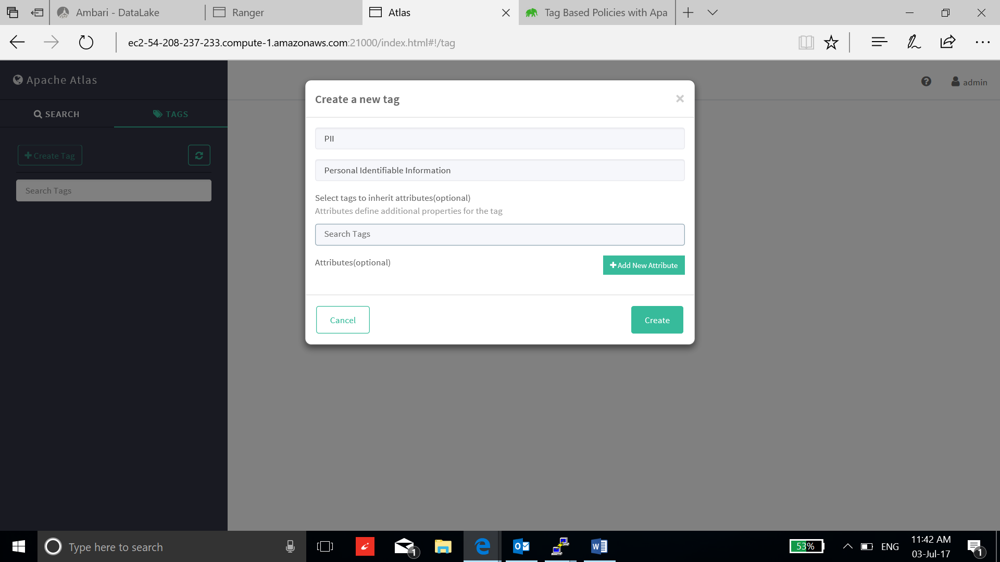 Ambari - DataLake
Ranger
Atlas
Tag Based Policies with Apa
ec2-54-208-237-233.compute-1.amazonaws.com:21000/index.html#!/tag
Apache Atlas
admin
SEARCH
TAGS
Create Tag
Search Tags
Create a new tag
PII
Personal Identifiable Information
Select tags to inherit attributes(optional)
Attributes define additional properties for the tag
Search Tags
Attributes(optional)
Add New Attribute
Cancel
Create
Type here to search
1
53%
ENG
11:42 AM
03-Jul-17
1